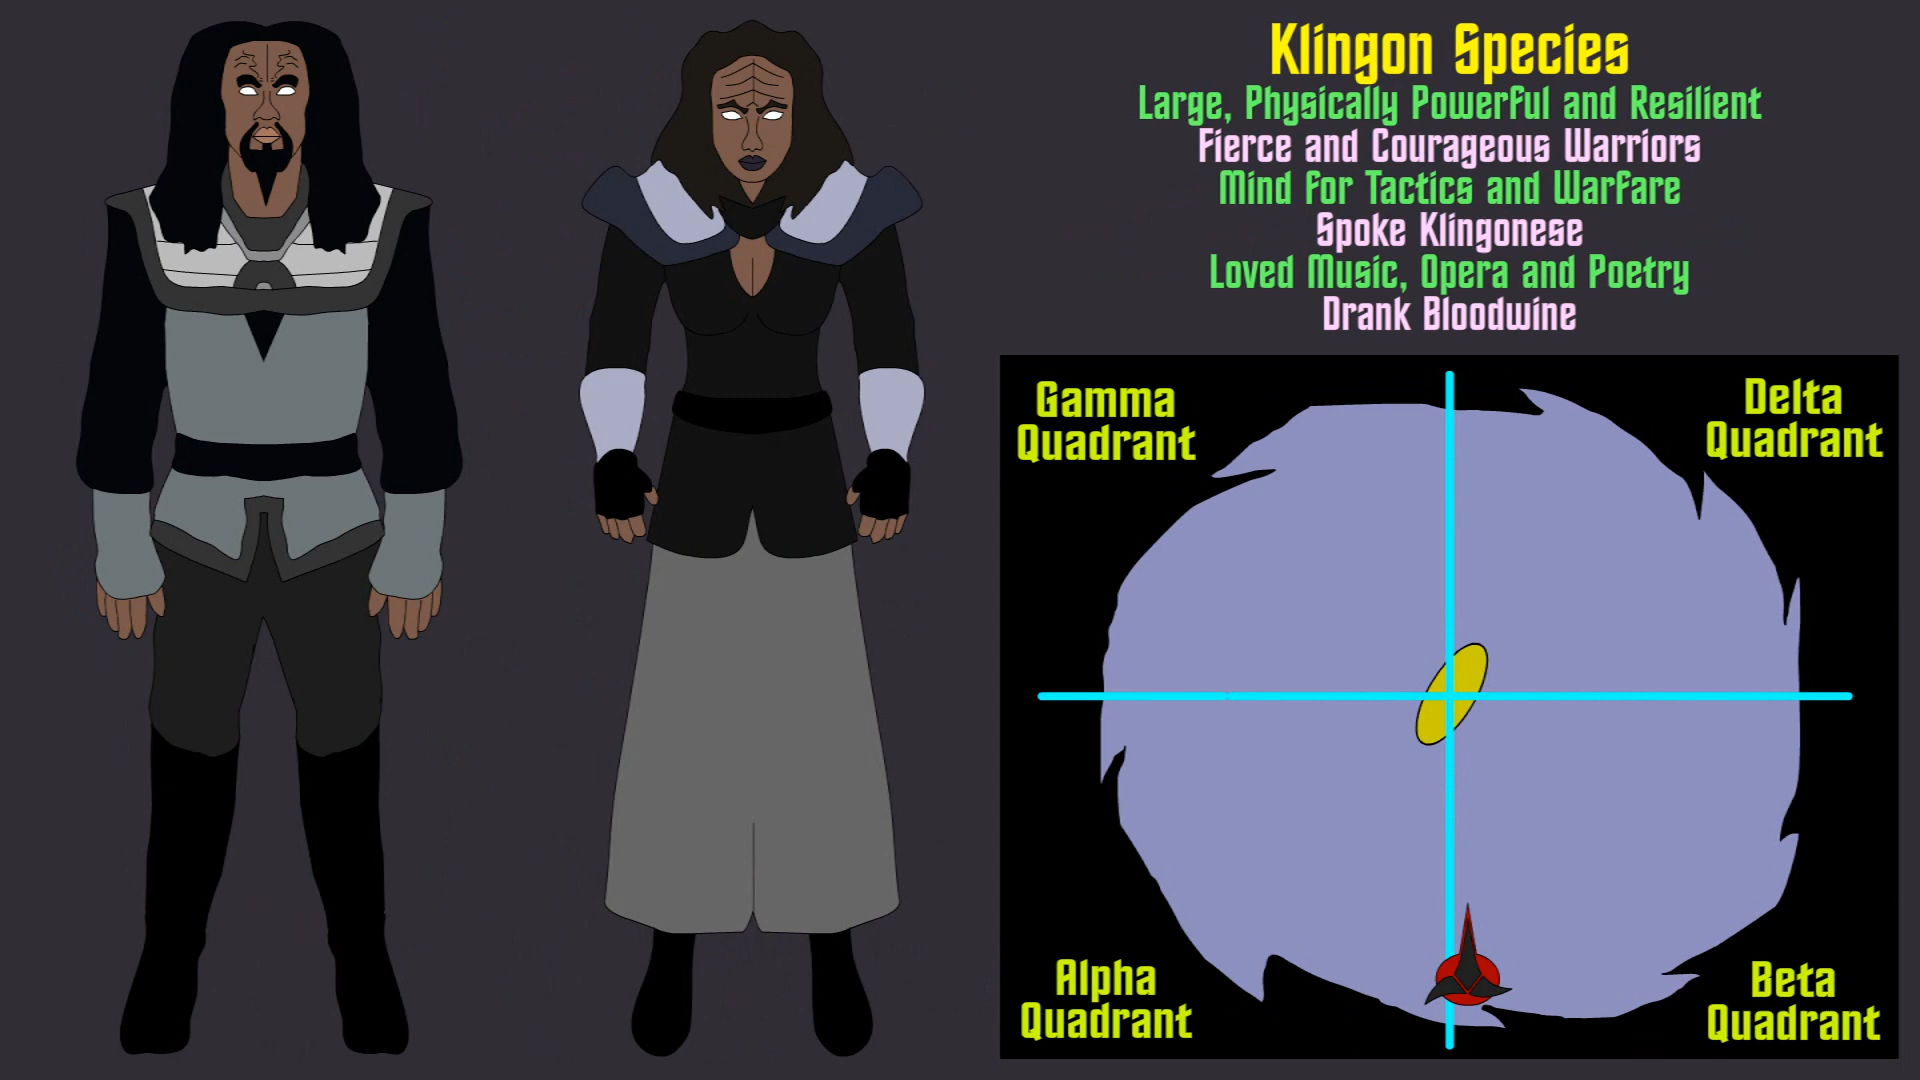 Klingon Species
Large, Physically Powerful and Resilient
Fierce and Courageous Warriors
Mind for Tactics and Warfare
Spoke Klingonese
Loved Music, Opera and Poetry
Drank Bloodwine
Gamma
Quadrant
Delta
Quadrant
Alpha
Quadrant
Beta
Quadrant